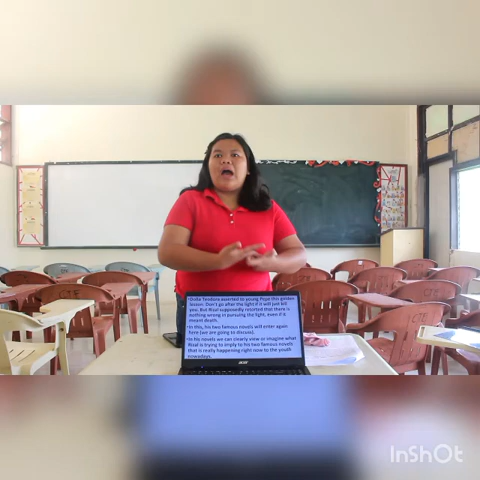 InShOt
•Doña Teodora asserted to young Pepe this golden
lesson: Don't go after the light if it will just kill
you. But Rizal supposedly retorted that there is
nothing wrong in pursuing the light, even if it
meant death.
•In this, his two famous novels will enter again
here (we are going to discuss).
•In his novels we can clearly view or imagine what
Rizal is trying to imply to his two famous novels
that is really happening right now to the youth
nowadays.
acer
CTE
CTE
CTE